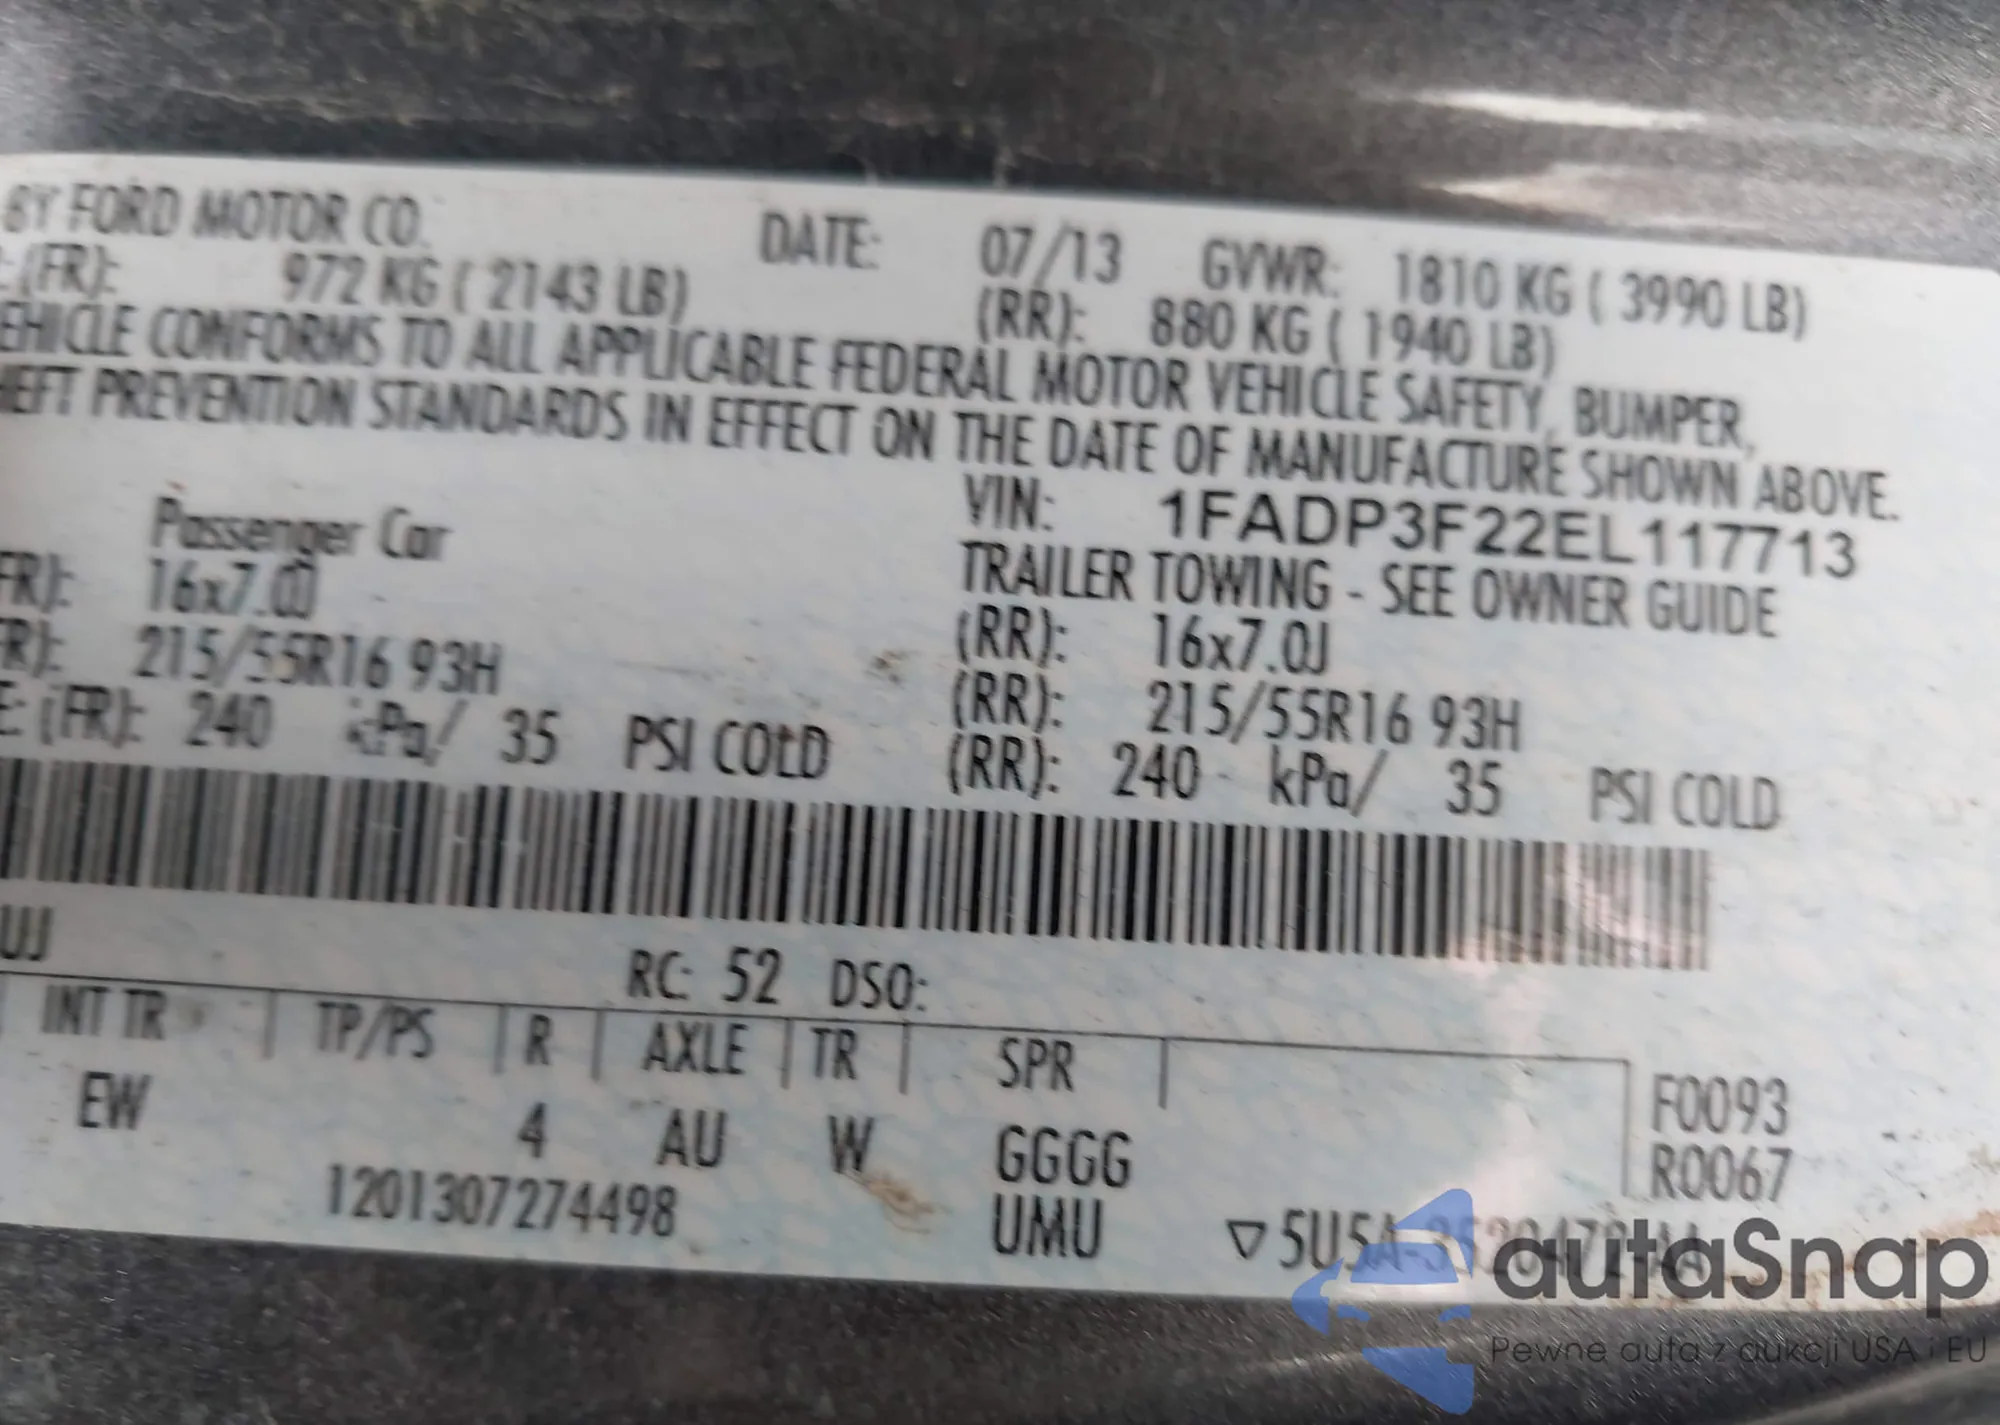 BY FORD MOTOR CO. DATE: 07/13 GVWR: 1810 KG ( 3990 LB)
(FR): 972 KG ( 2143 LB) (RR): 880 KG ( 1940 LB)
EHICLE CONFORMS TO ALL APPLICABLE FEDERAL MOTOR VEHICLE SAFETY, BUMPER,
HEFT PREVENTION STANDARDS IN EFFECT ON THE DATE OF MANUFACTURE SHOWN ABOVE.
VIN: 1FADP3F22EL117713
Passenger Car TRAILER TOWING - SEE OWNER GUIDE
FR): 16x7.0J (RR): 16x7.0J
R): 215/55R16 93H (RR): 215/55R16 93H
E: (FR): 240 kPa/ 35 PSI COLD (RR): 240 kPa/ 35 PSI COLD
UJ RC: 52 DSO:
INT TR TP/PS R AXLE TR SPR
EW 4 AU W GGGG
F0093
R0067
1201307274498 UMU
autaSnap
Pewne auta z aukcji USA i EU